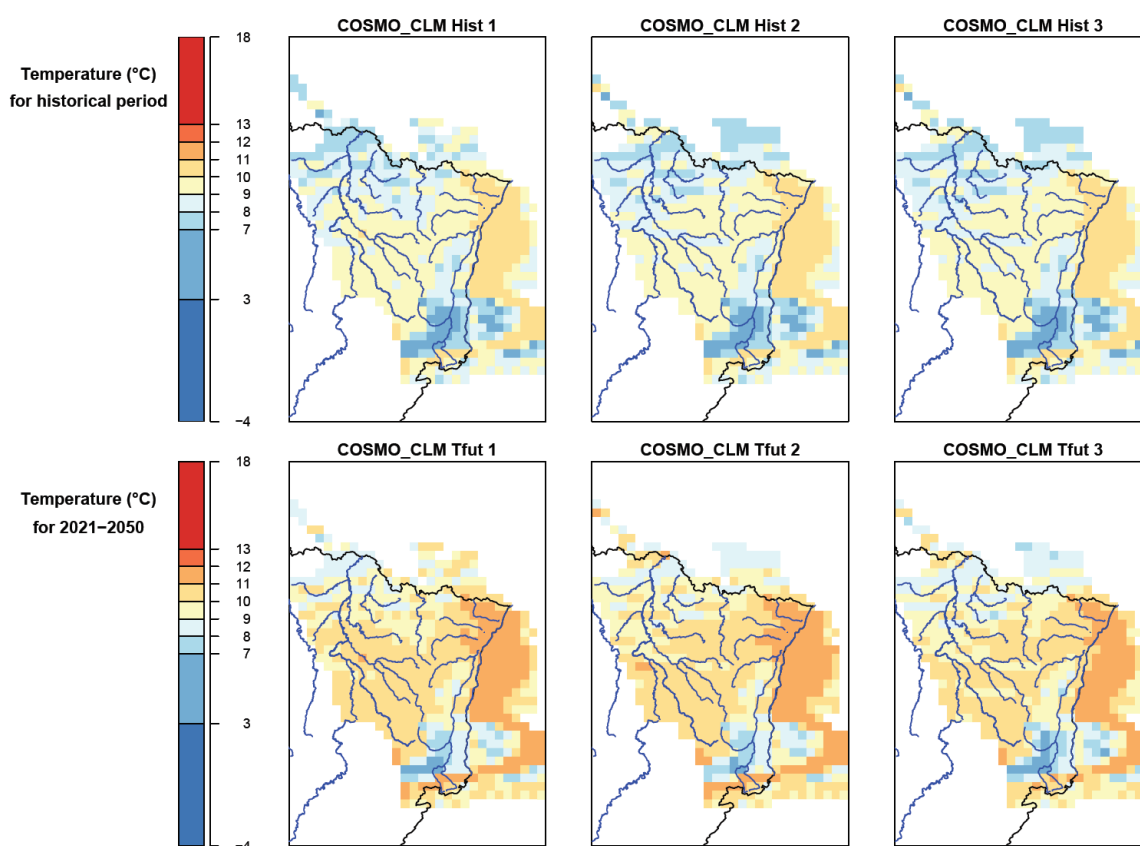 COSMO_CLM Hist 1
COSMO_CLM Hist 2
COSMO_CLM Hist 3
Temperature (°C)
for historical period
18
13
12
11
10
9
8
7
3
−4
COSMO_CLM Tfut 1
COSMO_CLM Tfut 2
COSMO_CLM Tfut 3
Temperature (°C)
for 2021−2050
18
13
12
11
10
9
8
7
3
−4